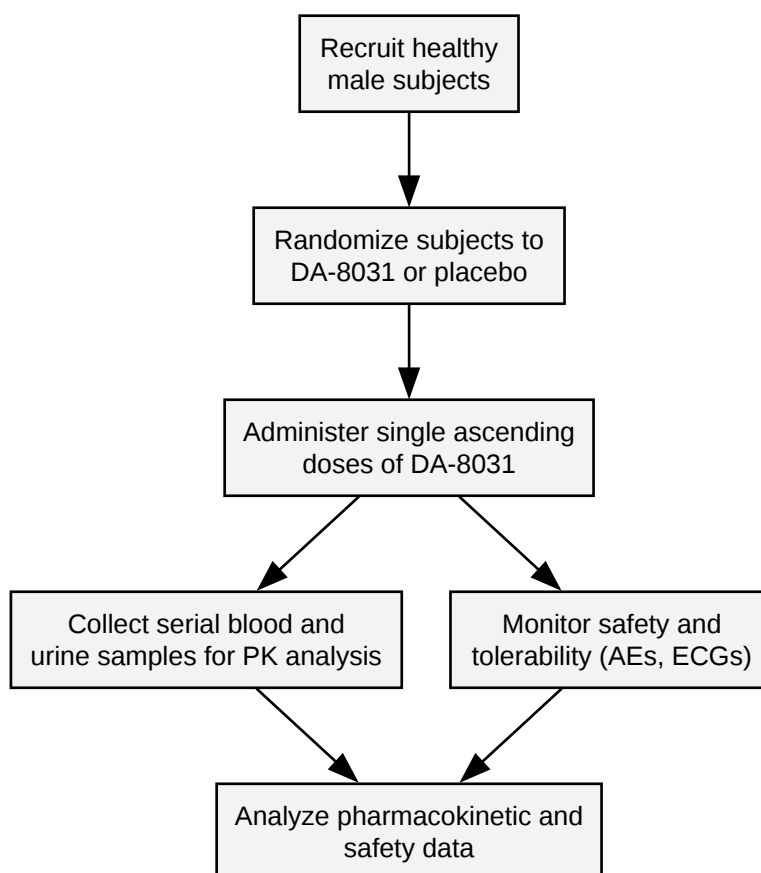 Recruit healthy
male subjects
Randomize subjects to
DA-8031 or placebo
Administer single ascending
doses of DA-8031
Collect serial blood and
urine samples for PK analysis
Monitor safety and
tolerability (AEs, ECGs)
Analyze pharmacokinetic and
safety data